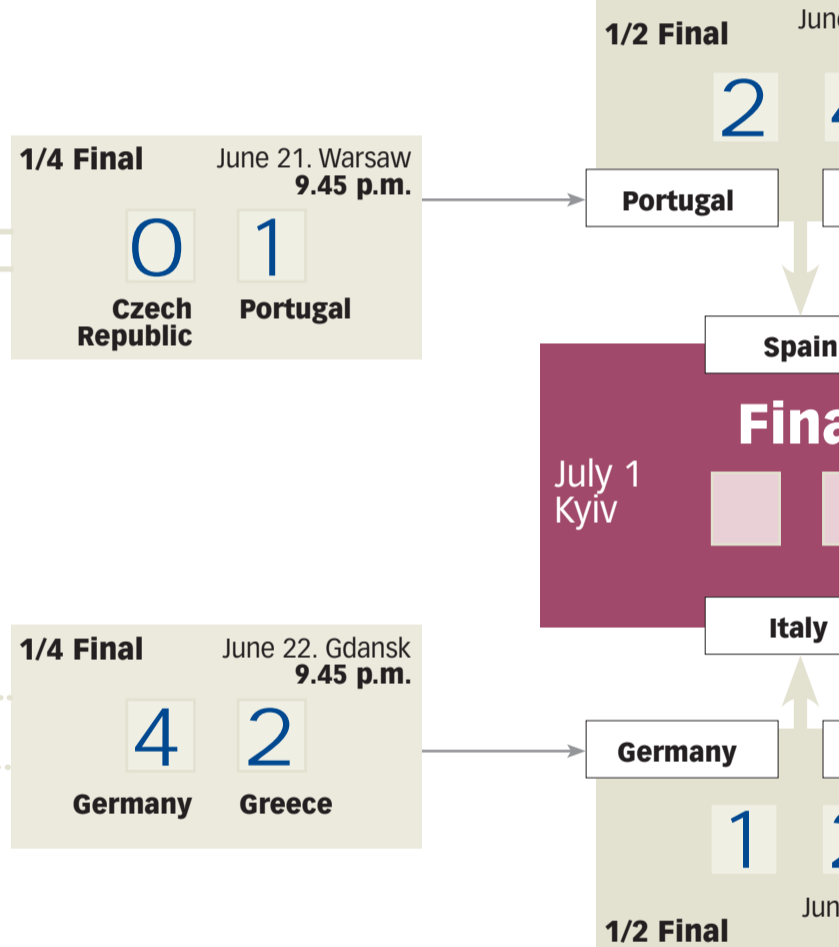 1/2 Final
2
Portugal
1/4 Final
June 21. Warsaw
9.45 p.m.
0 1
Czech
Republic
Portugal
Spain
July 1
Kyiv
Italy
1/4 Final
June 22. Gdansk
9.45 p.m.
4 2
Germany Greece
Germany
1
1/2 Final